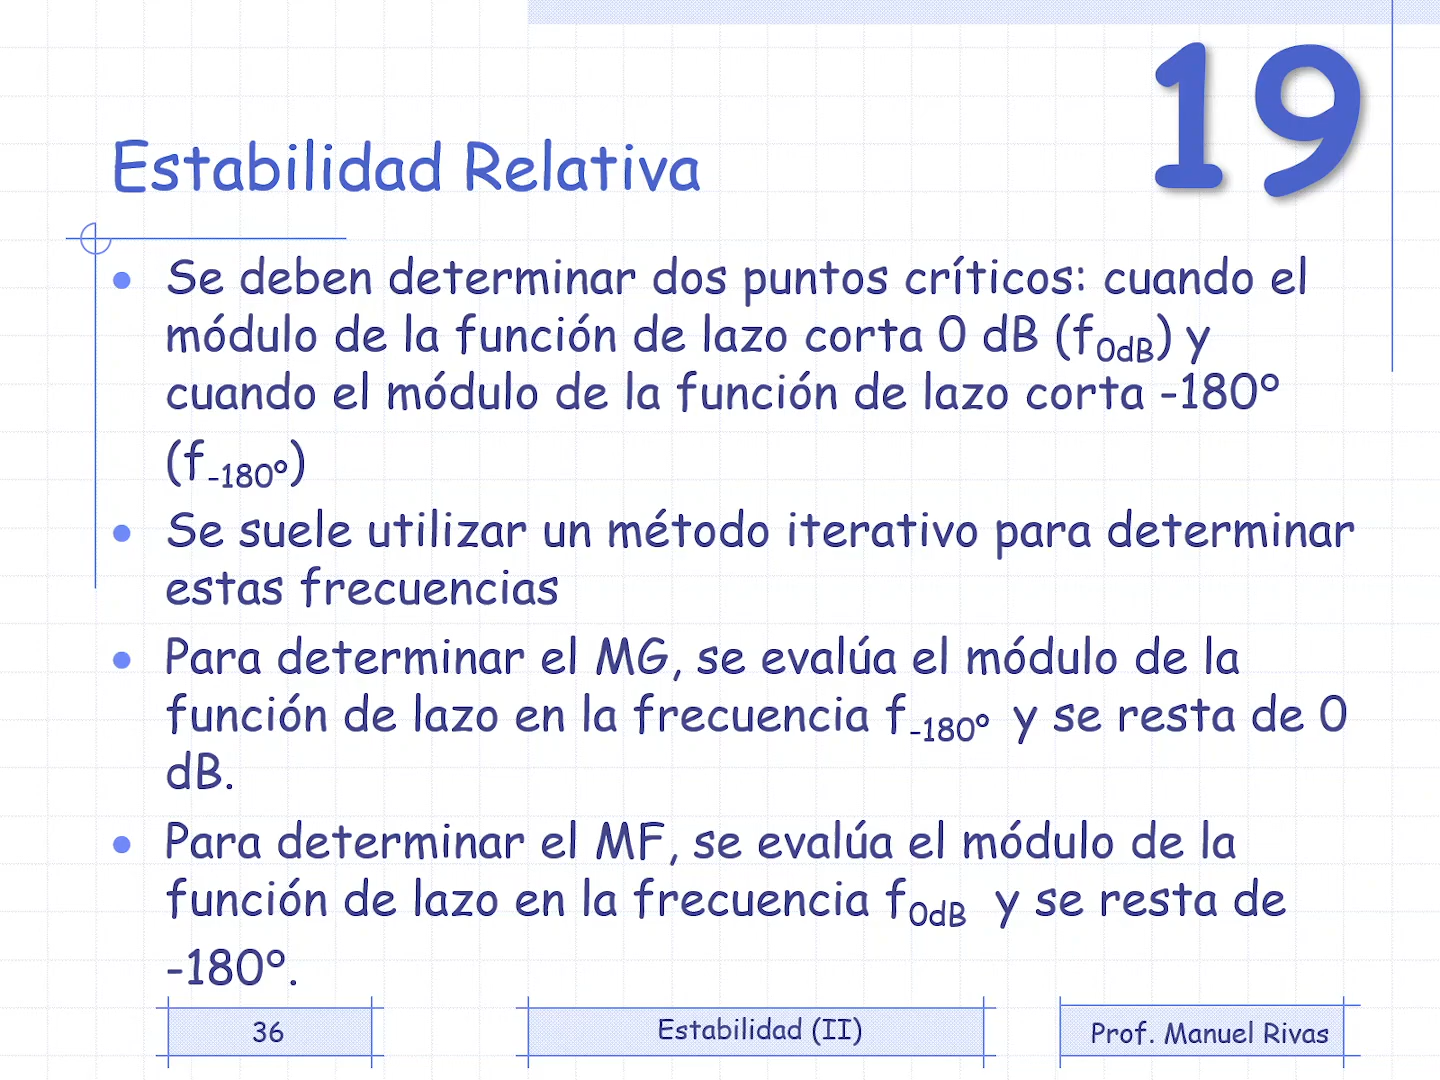 19
Estabilidad Relativa
Se deben determinar dos puntos críticos: cuando el
módulo de la función de lazo corta 0 dB (f0dB) y
cuando el módulo de la función de lazo corta -180º
(f-180º)
Se suele utilizar un método iterativo para determinar
estas frecuencias
Para determinar el MG, se evalúa el módulo de la
función de lazo en la frecuencia f-180º y se resta de 0
dB.
Para determinar el MF, se evalúa el módulo de la
función de lazo en la frecuencia f0dB y se resta de
-180º.
36
Estabilidad (II)
Prof. Manuel Rivas